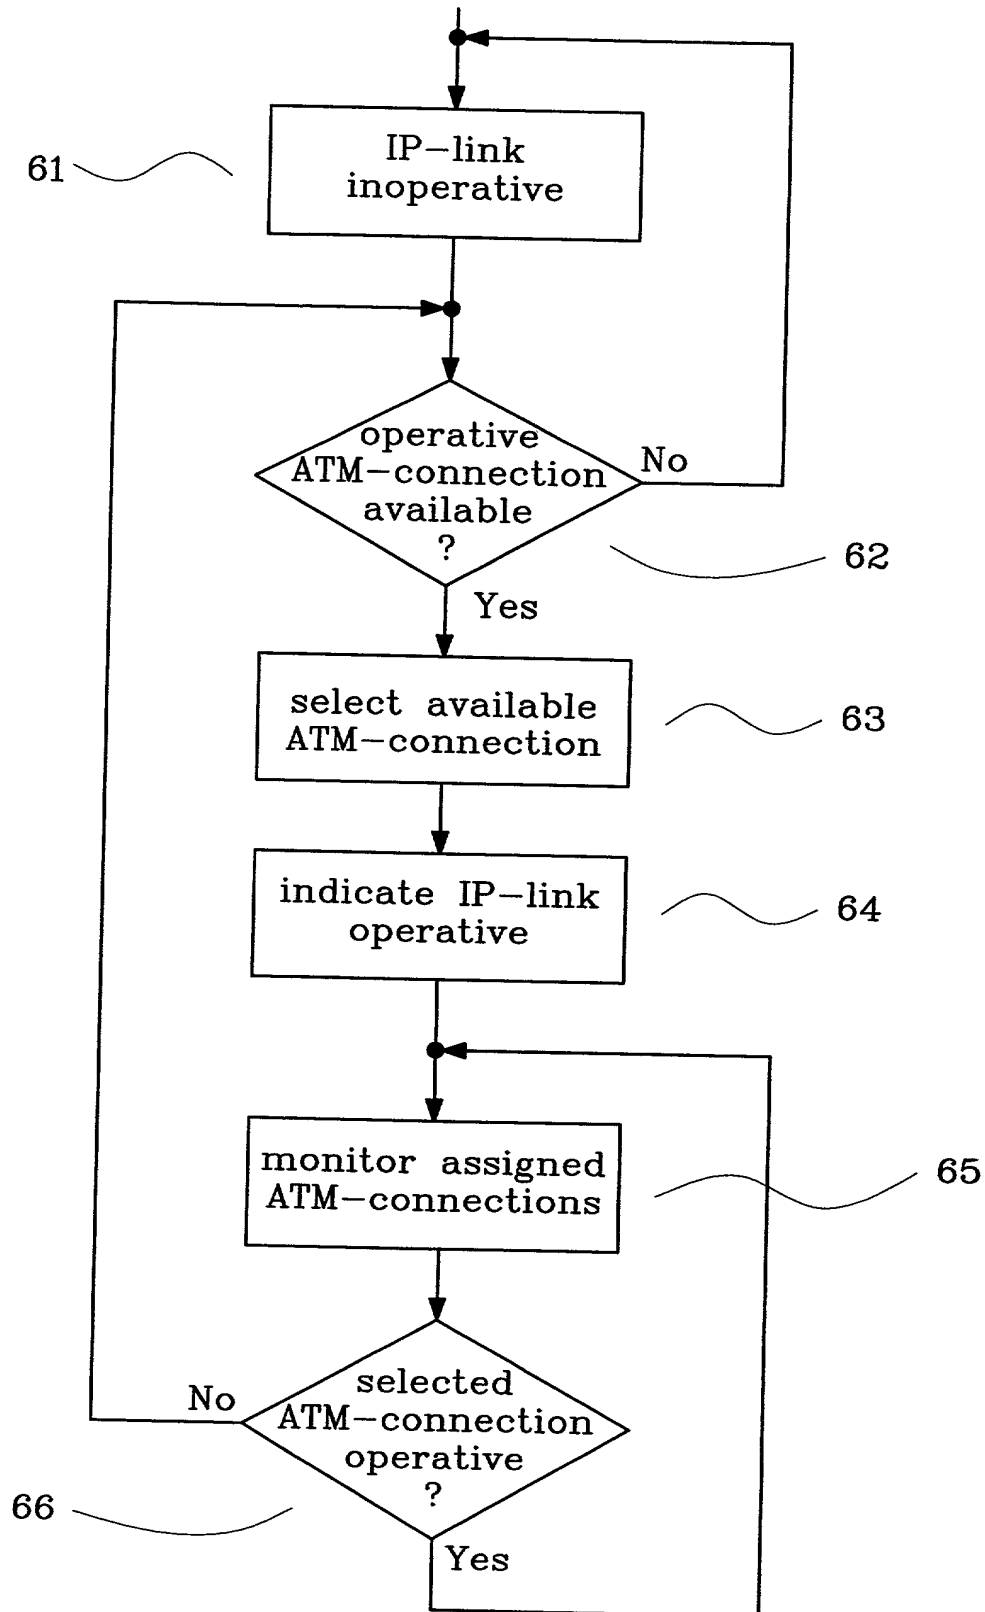 61
IP-link
inoperative
operative
ATM-connection
available
?
No
62
Yes
select available
ATM-connection
63
indicate IP-link
operative
64
monitor assigned
ATM-connections
65
No
selected
ATM-connection
operative
?
66
Yes